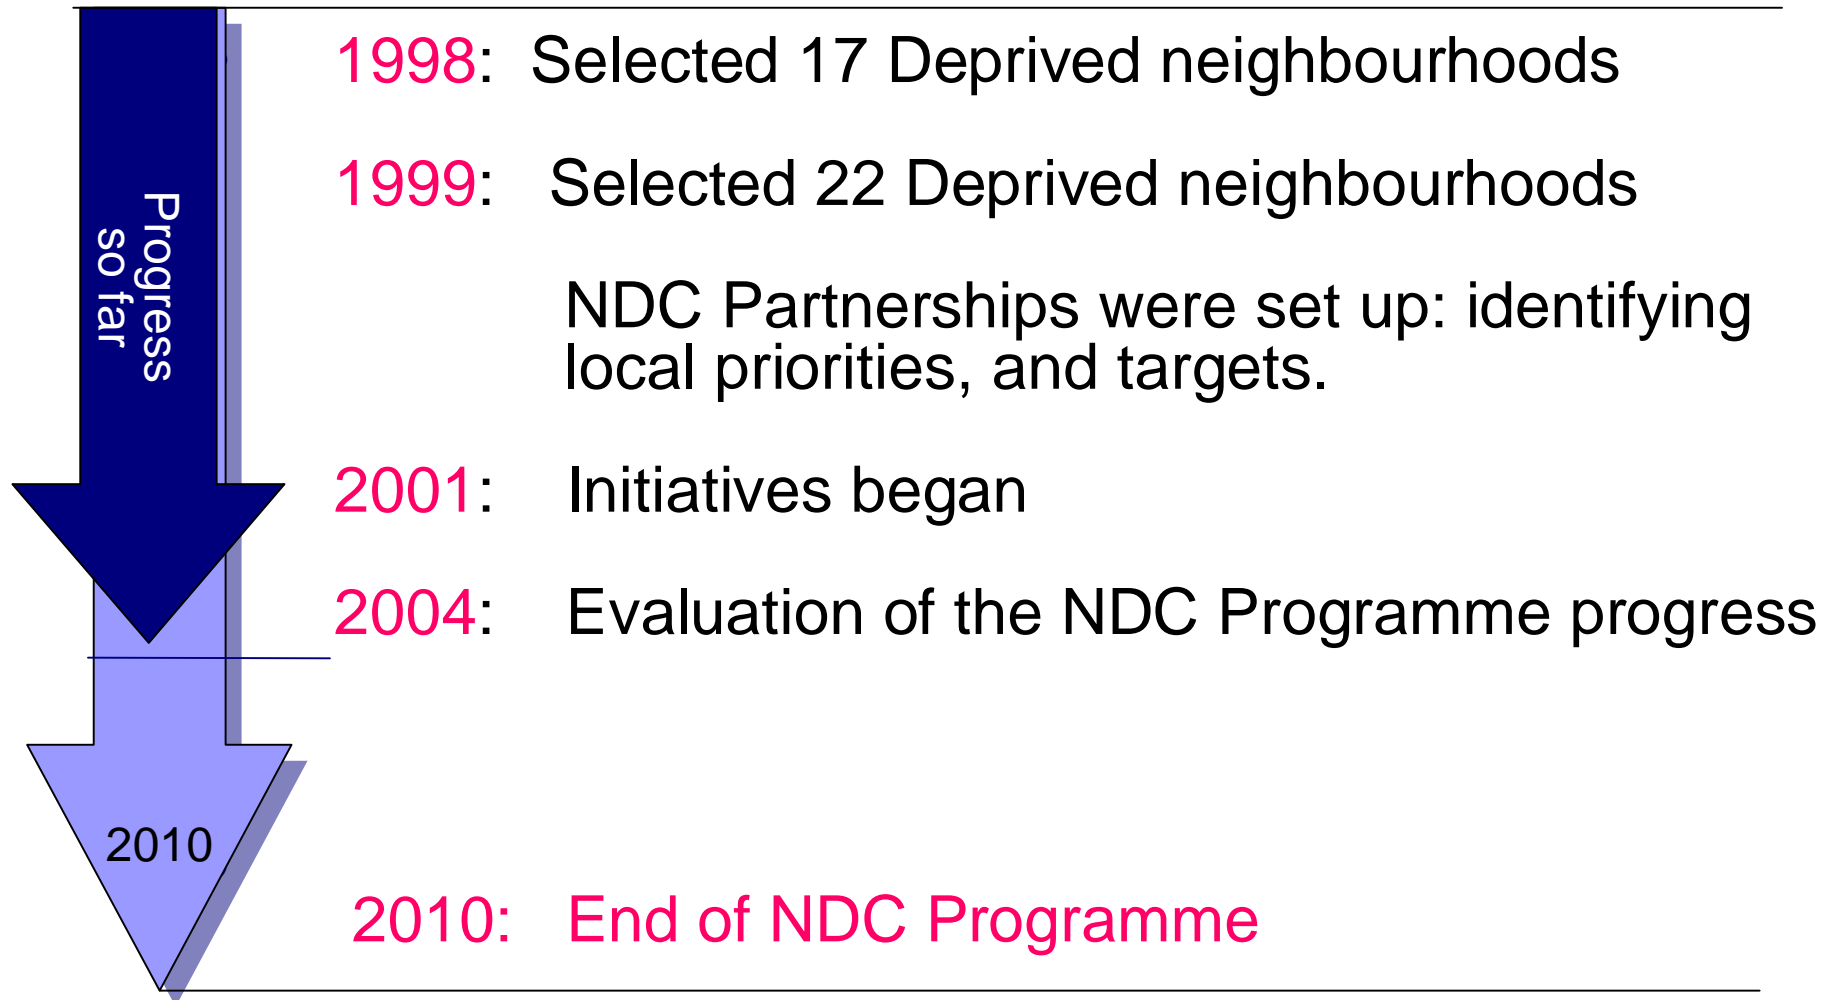 1998: Selected 17 Deprived neighbourhoods
1999: Selected 22 Deprived neighbourhoods
Progress
so far
NDC Partnerships were set up: identifying
local priorities, and targets.
2001: Initiatives began
2004: Evaluation of the NDC Programme progress
2010
2010: End of NDC Programme